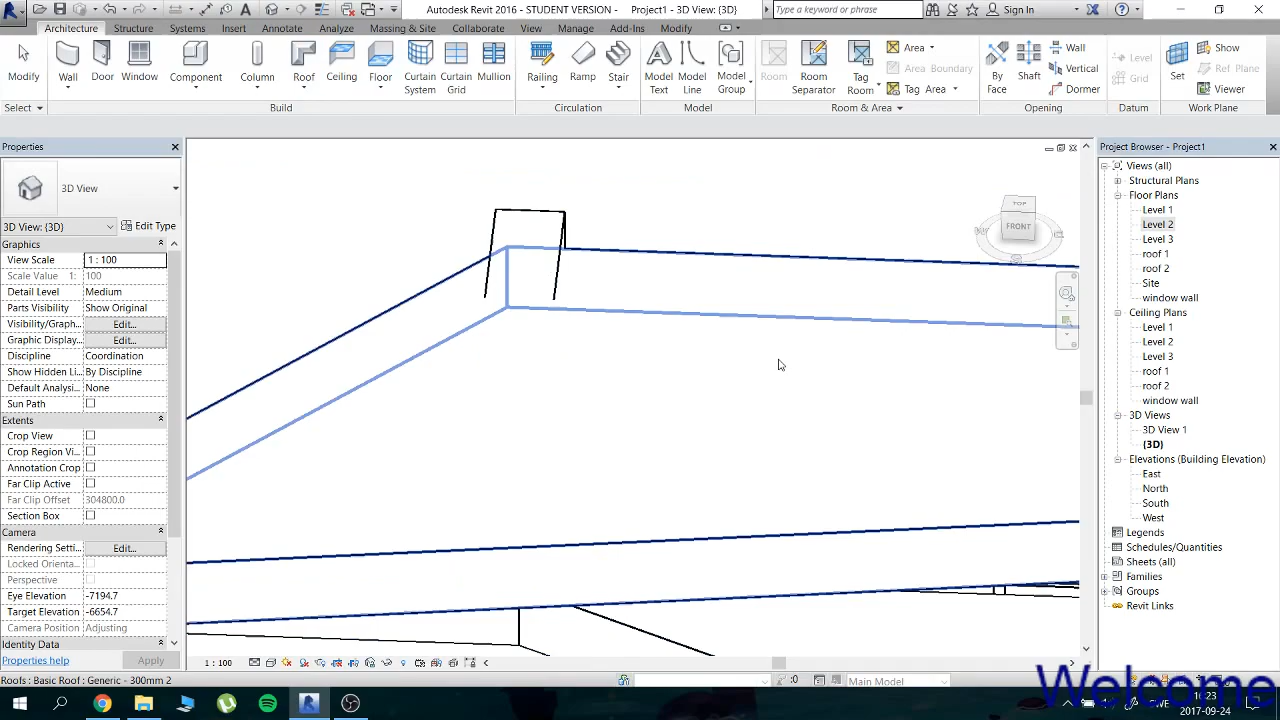 Autodesk Revit 2016 - STUDENT VERSION - Project1 - 3D View: {3D}
Type a keyword or phrase
Sign In
Architecture Structure Systems Insert Annotate Analyze Massing & Site Collaborate View Manage Add-Ins Modify
Modify Wall Door Window Component Column Roof Ceiling Floor Curtain System Curtain Grid Mullion Railing Ramp Stair Model Text Model Line Model Group Room Room Separator Tag Room Area Area Boundary Tag Area By Face Shaft Wall Vertical Dormer Level Grid Set Show Ref Plane Viewer
Select Build Circulation Model Room & Area Opening Datum Work Plane
Properties
3D View
3D View: {3D} Edit Type
Graphics
View Scale 1 : 100
Scale Value 1: 100
Detail Level Medium
Parts Visibility Show Original
Visibility/Grap... Edit...
Graphic Display... Edit...
Discipline Coordination
Show Hidden Li... By Discipline
Default Analysi... None
Sun Path
Extents
Crop View
Crop Region Vi...
Annotation Crop
Far Clip Active
Far Clip Offset 304800.0
Section Box
Camera
Rendering Setti... Edit...
Locked Orienta...
Perspective
Eye Elevation -7194.7
Target Elevation -6654.7
Camera Position Adjusting
Identity Data
Properties help Apply
TOP
FRONT
1 : 100
Project Browser - Project1
Views (all)
Structural Plans
Floor Plans
Level 1
Level 2
Level 3
roof 1
roof 2
Site
window wall
Ceiling Plans
Level 1
Level 2
Level 3
roof 1
roof 2
window wall
3D Views
3D View 1
{3D}
Elevations (Building Elevation)
East
North
South
West
Legends
Schedules/Quantities
Sheets (all)
Families
Groups
Revit Links
Roofs : Basic Roof : Generic - 300mm 2
:0
Main Model
Welcome
10:23
SWE
2017-09-24